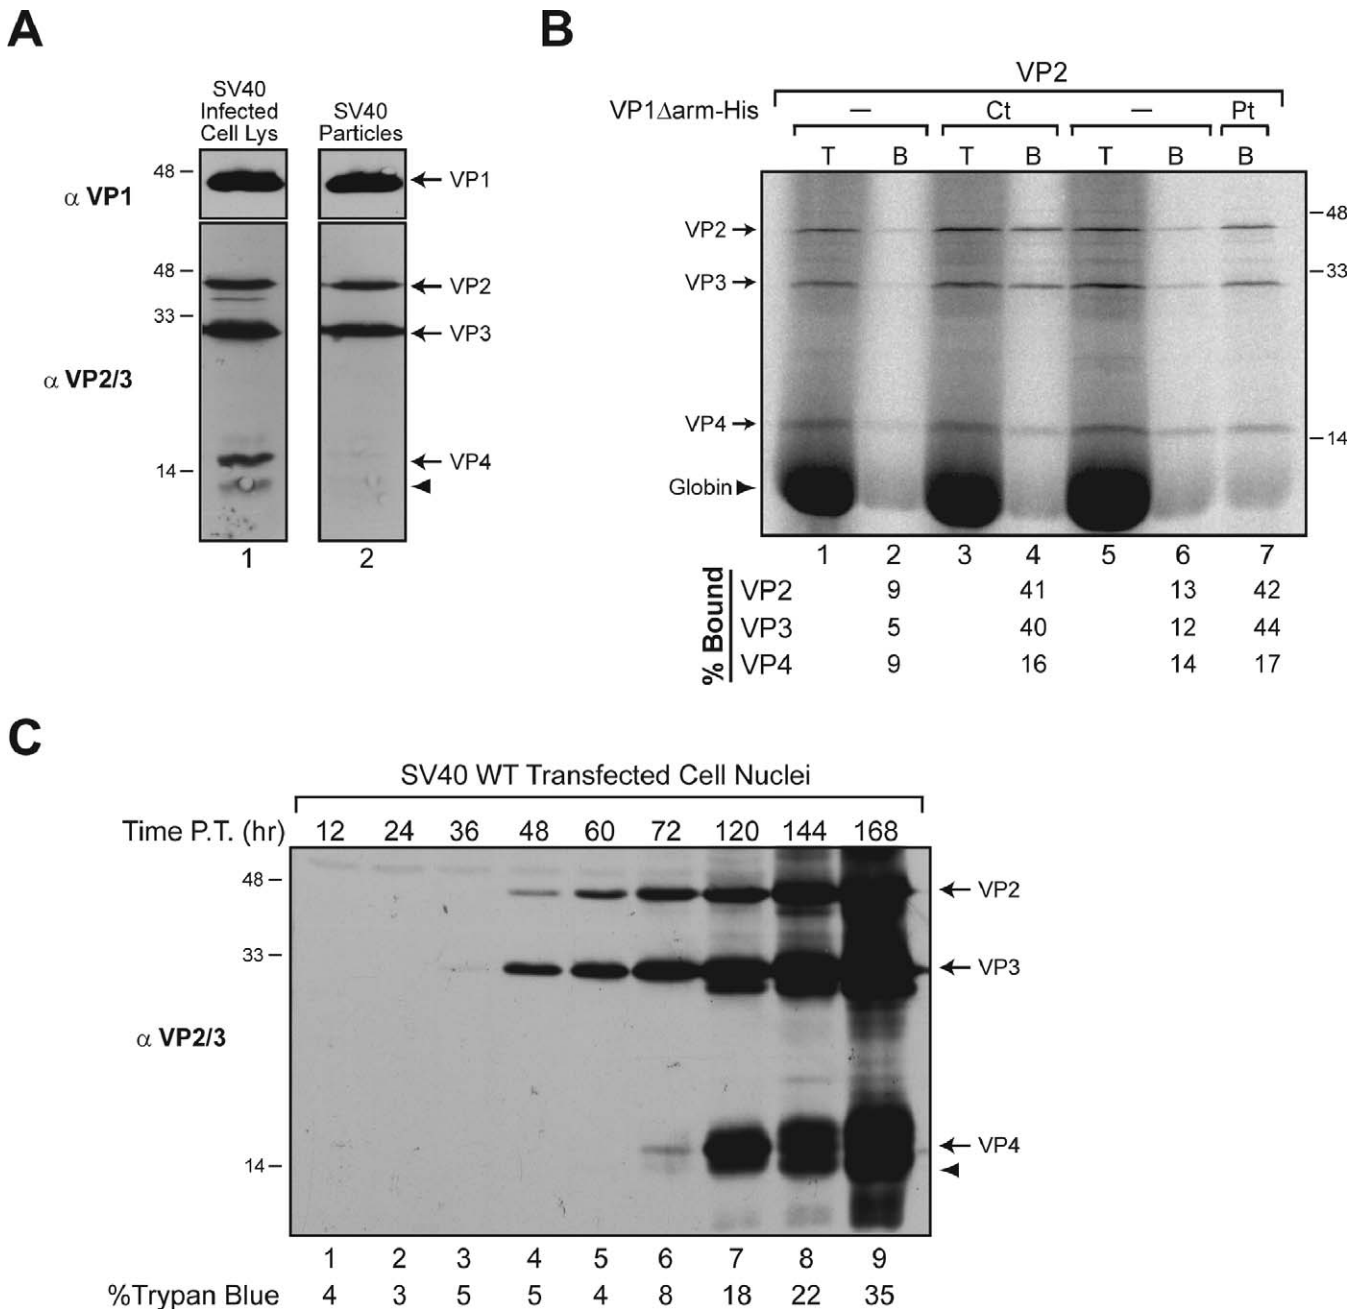 A
SV40
Infected
Cell Lys
SV40
Particles
α VP1
48
VP1
48
VP2
33
VP3
α VP2/3
VP4
14
1
2
B
VP2
VP1Δarm-His
— Ct — Pt
T B T B T B B
VP2
48
33
VP3
VP4
14
Globin
1 2 3 4 5 6 7
% Bound
VP2 9 41 13 42
VP3 5 40 12 44
VP4 9 16 14 17
C
SV40 WT Transfected Cell Nuclei
Time P.T. (hr) 12 24 36 48 60 72 120 144 168
48
VP2
33
VP3
α VP2/3
VP4
14
1 2 3 4 5 6 7 8 9
%Trypan Blue 4 3 5 5 4 8 18 22 35